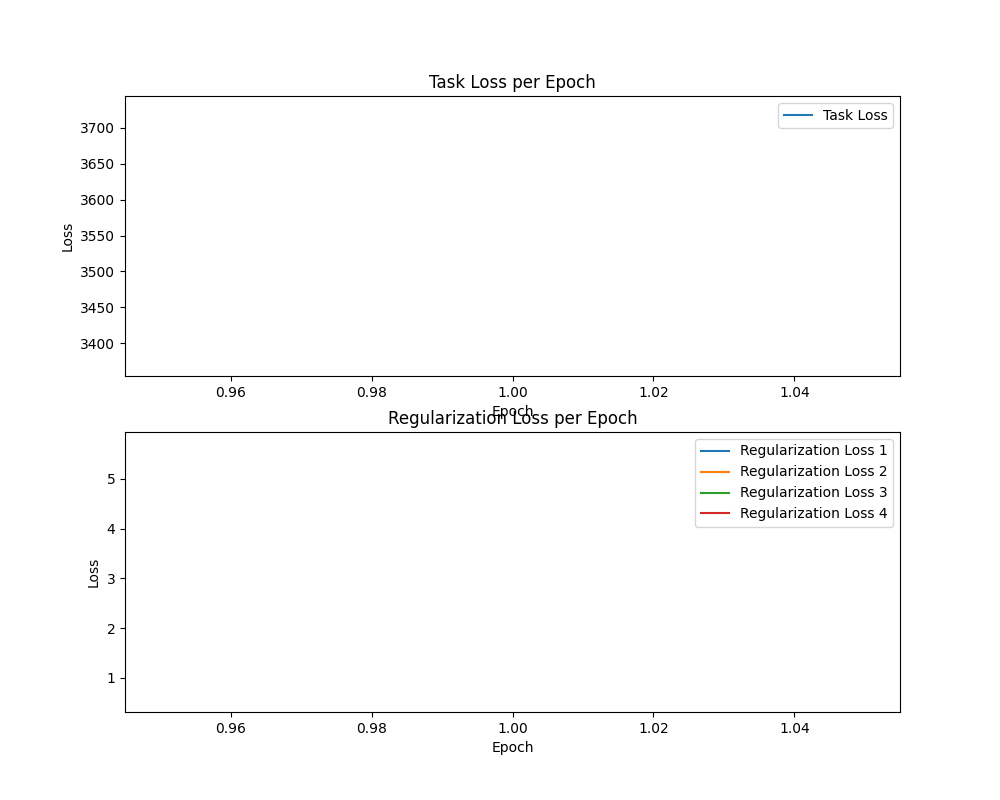 Task Loss per Epoch
Task Loss
3700
3650
3600
3550
3500
3450
3400
Loss
0.96 0.98 1.00 1.02 1.04
Epoch
Regularization Loss per Epoch
Regularization Loss 1
Regularization Loss 2
Regularization Loss 3
Regularization Loss 4
5
4
3
2
1
Loss
0.96 0.98 1.00 1.02 1.04
Epoch